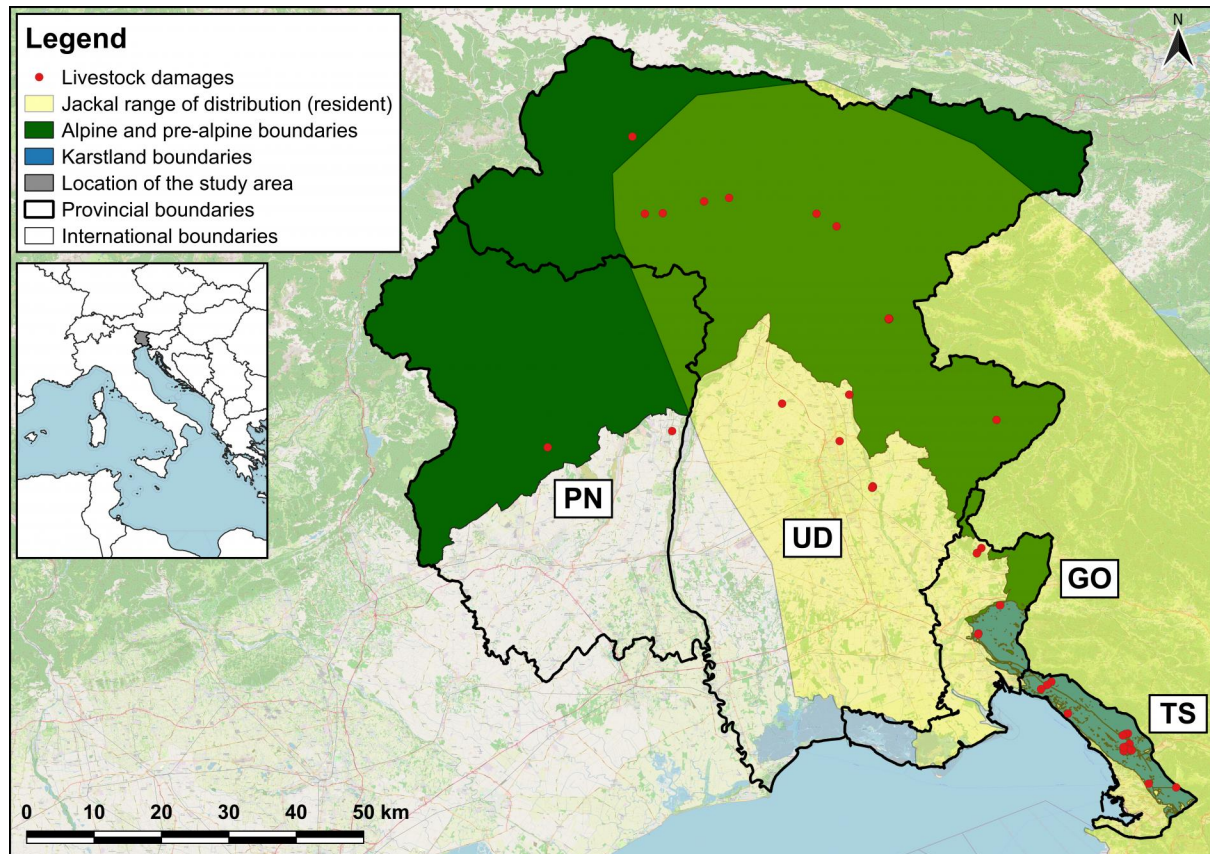 Legend
Livestock damages
Jackal range of distribution (resident)
Alpine and pre-alpine boundaries
Karstland boundaries
Location of the study area
Provincial boundaries
International boundaries
N
PN
UD
GO
TS
0 10 20 30 40 50 km